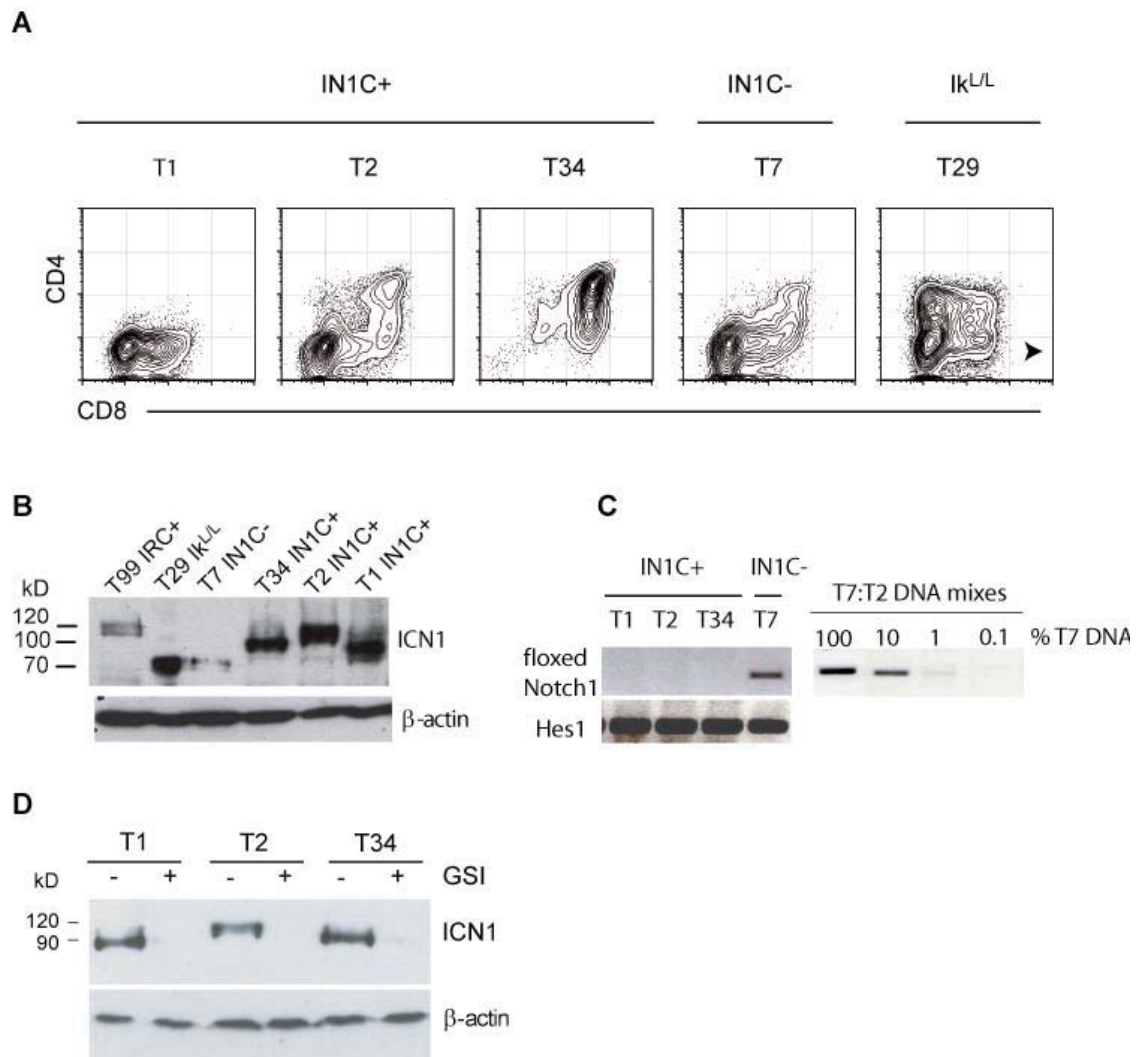 A
IN1C+ IN1C- Ik^L/L
T1 T2 T34 T7 T29
CD4
CD8
B
T99 IRC+ T29 Ik^L/L T7 IN1C- T34 IN1C+ T2 IN1C+ T1 IN1C+
kD
120
100
70
ICN1
β-actin
C
IN1C+ IN1C-
T1 T2 T34 T7
floxed
Notch1
Hes1
T7:T2 DNA mixes
100 10 1 0.1 % T7 DNA
D
T1 T2 T34
- + - + - + GSI
kD
120
90
ICN1
β-actin